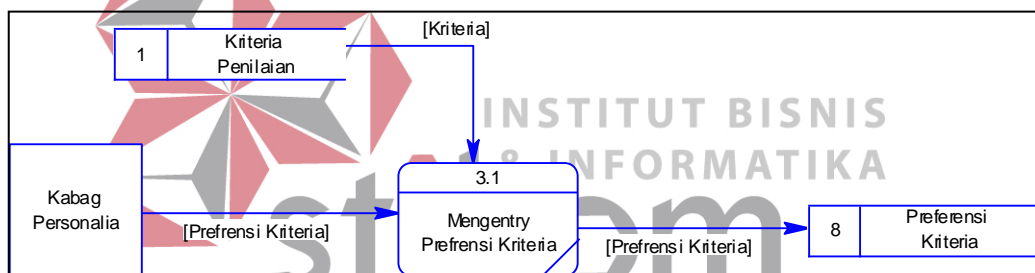 [Kriteria]
1
Kriteria
Penilaian
INSTITUT BISNIS
& INFORMATIKA
Kabag
Personalia
[Prefrensi Kriteria]
3.1
Mengentry
Prefrensi Kriteria
[Prefrensi Kriteria]
8
Preferensi
Kriteria